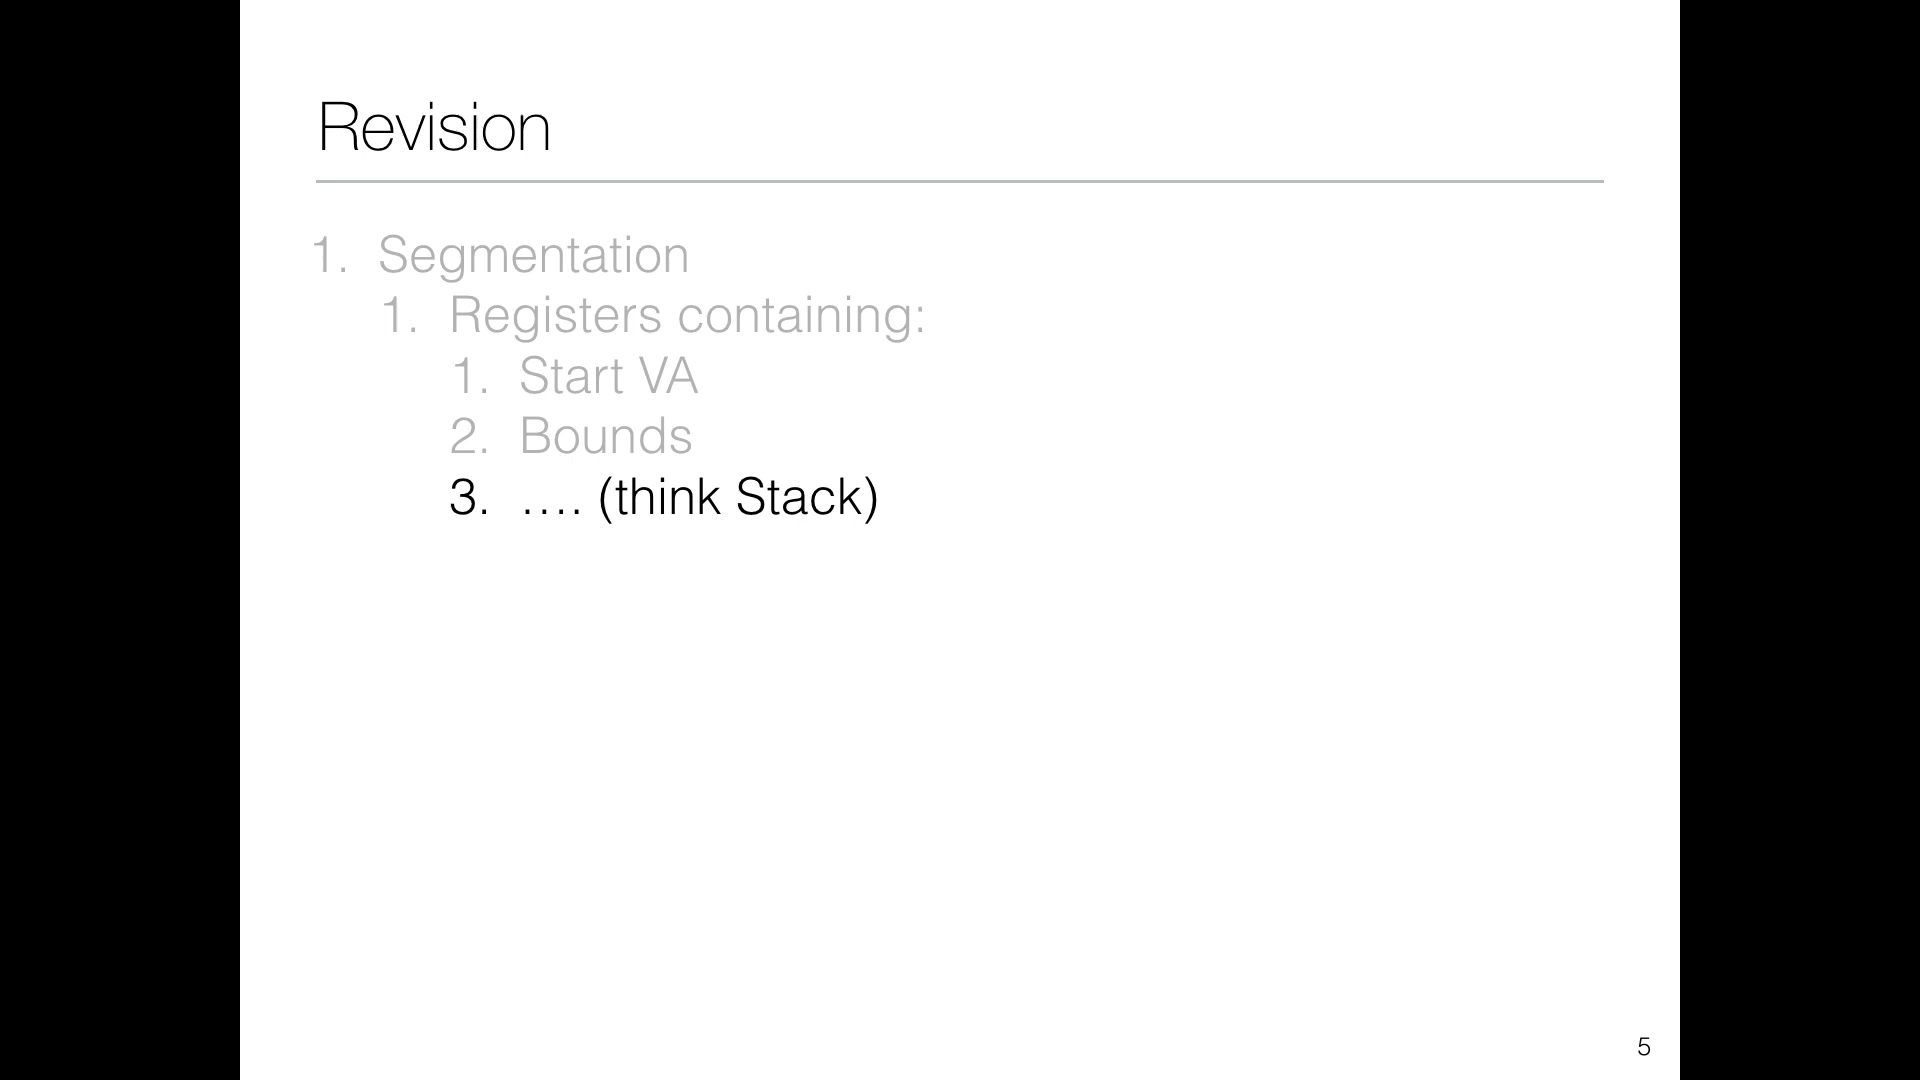 Revision
1. Segmentation
1. Registers containing:
1. Start VA
2. Bounds
3. .... (think Stack)
5